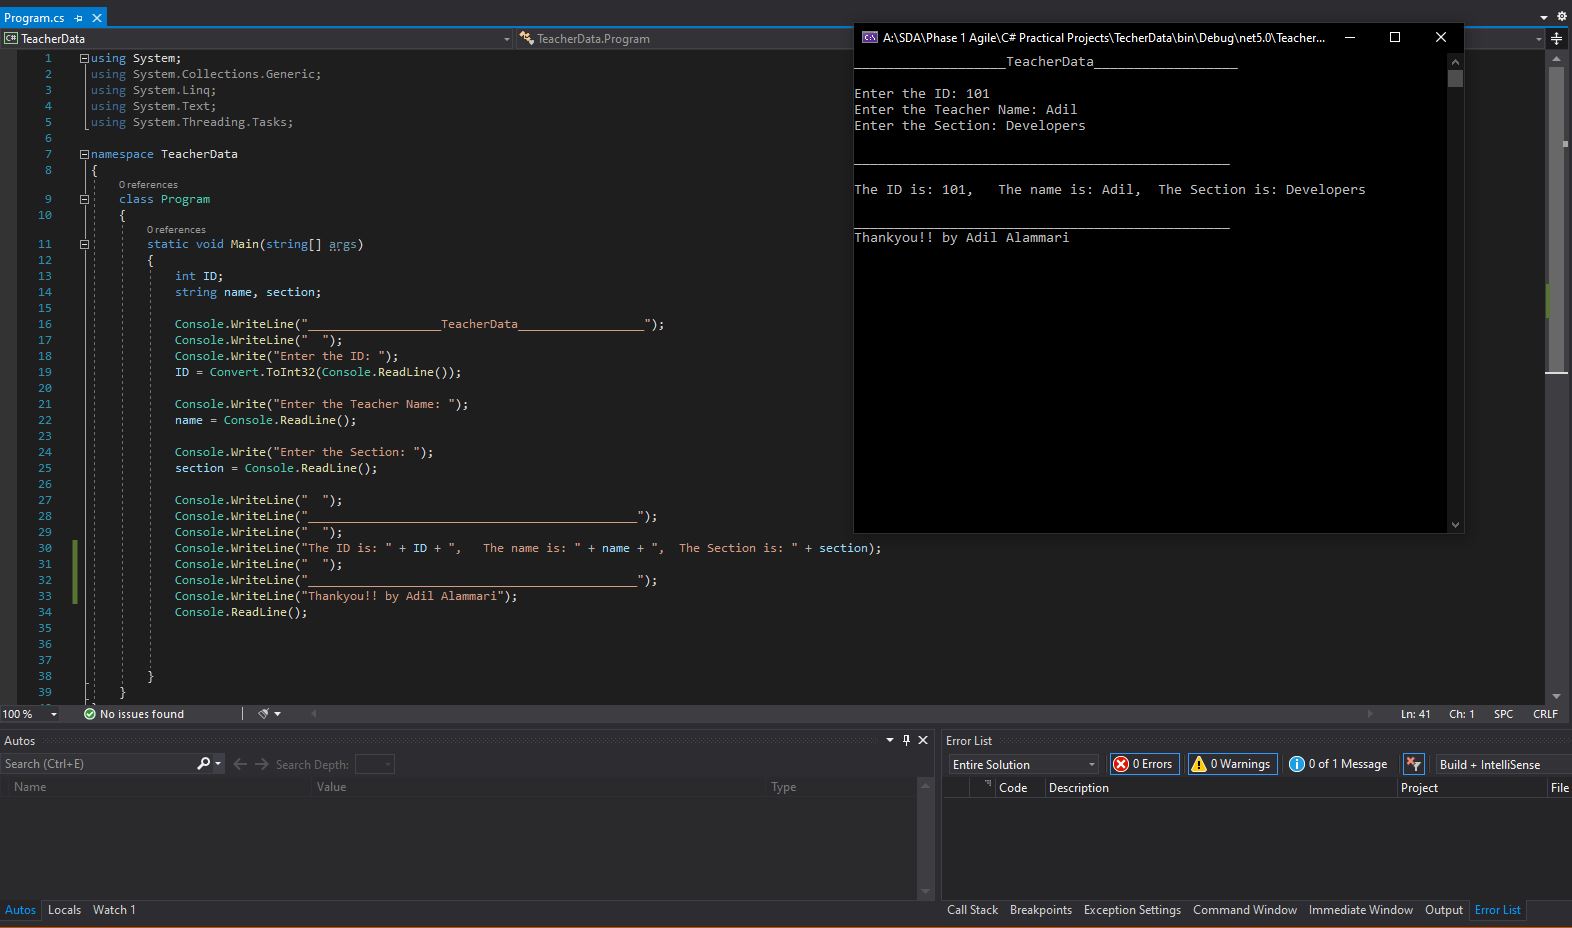 Program.cs
TeacherData
TeacherData.Program
1 using System;
2 using System.Collections.Generic;
3 using System.Linq;
4 using System.Text;
5 using System.Threading.Tasks;
6
7 namespace TeacherData
8 {
0 references
9 class Program
10 {
0 references
11 static void Main(string[] args)
12 {
13 int ID;
14 string name, section;
15
16 Console.WriteLine("___________________TeacherData__________________");
17 Console.WriteLine("  ");
18 Console.Write("Enter the ID: ");
19 ID = Convert.ToInt32(Console.ReadLine());
20
21 Console.Write("Enter the Teacher Name: ");
22 name = Console.ReadLine();
23
24 Console.Write("Enter the Section: ");
25 section = Console.ReadLine();
26
27 Console.WriteLine("  ");
28 Console.WriteLine("_______________________________________________");
29 Console.WriteLine("  ");
30 Console.WriteLine("The ID is: " + ID + ",   The name is: " + name + ",  The Section is: " + section);
31 Console.WriteLine("  ");
32 Console.WriteLine("_______________________________________________");
33 Console.WriteLine("Thankyou!! by Adil Alammari");
34 Console.ReadLine();
35
36
37
38 }
39 }
A:\SDA\Phase 1 Agile\C# Practical Projects\TecherData\bin\Debug\net5.0\Teacher...
___________________TeacherData__________________
Enter the ID: 101
Enter the Teacher Name: Adil
Enter the Section: Developers
_______________________________________________
The ID is: 101,   The name is: Adil,  The Section is: Developers
_______________________________________________
Thankyou!! by Adil Alammari
100 % No issues found Ln: 41 Ch: 1 SPC CRLF
Autos
Search (Ctrl+E) Search Depth:
Name Value Type
Autos Locals Watch 1
Error List
Entire Solution 0 Errors 0 Warnings 0 of 1 Message Build + IntelliSense
Code Description Project File
Call Stack Breakpoints Exception Settings Command Window Immediate Window Output Error List